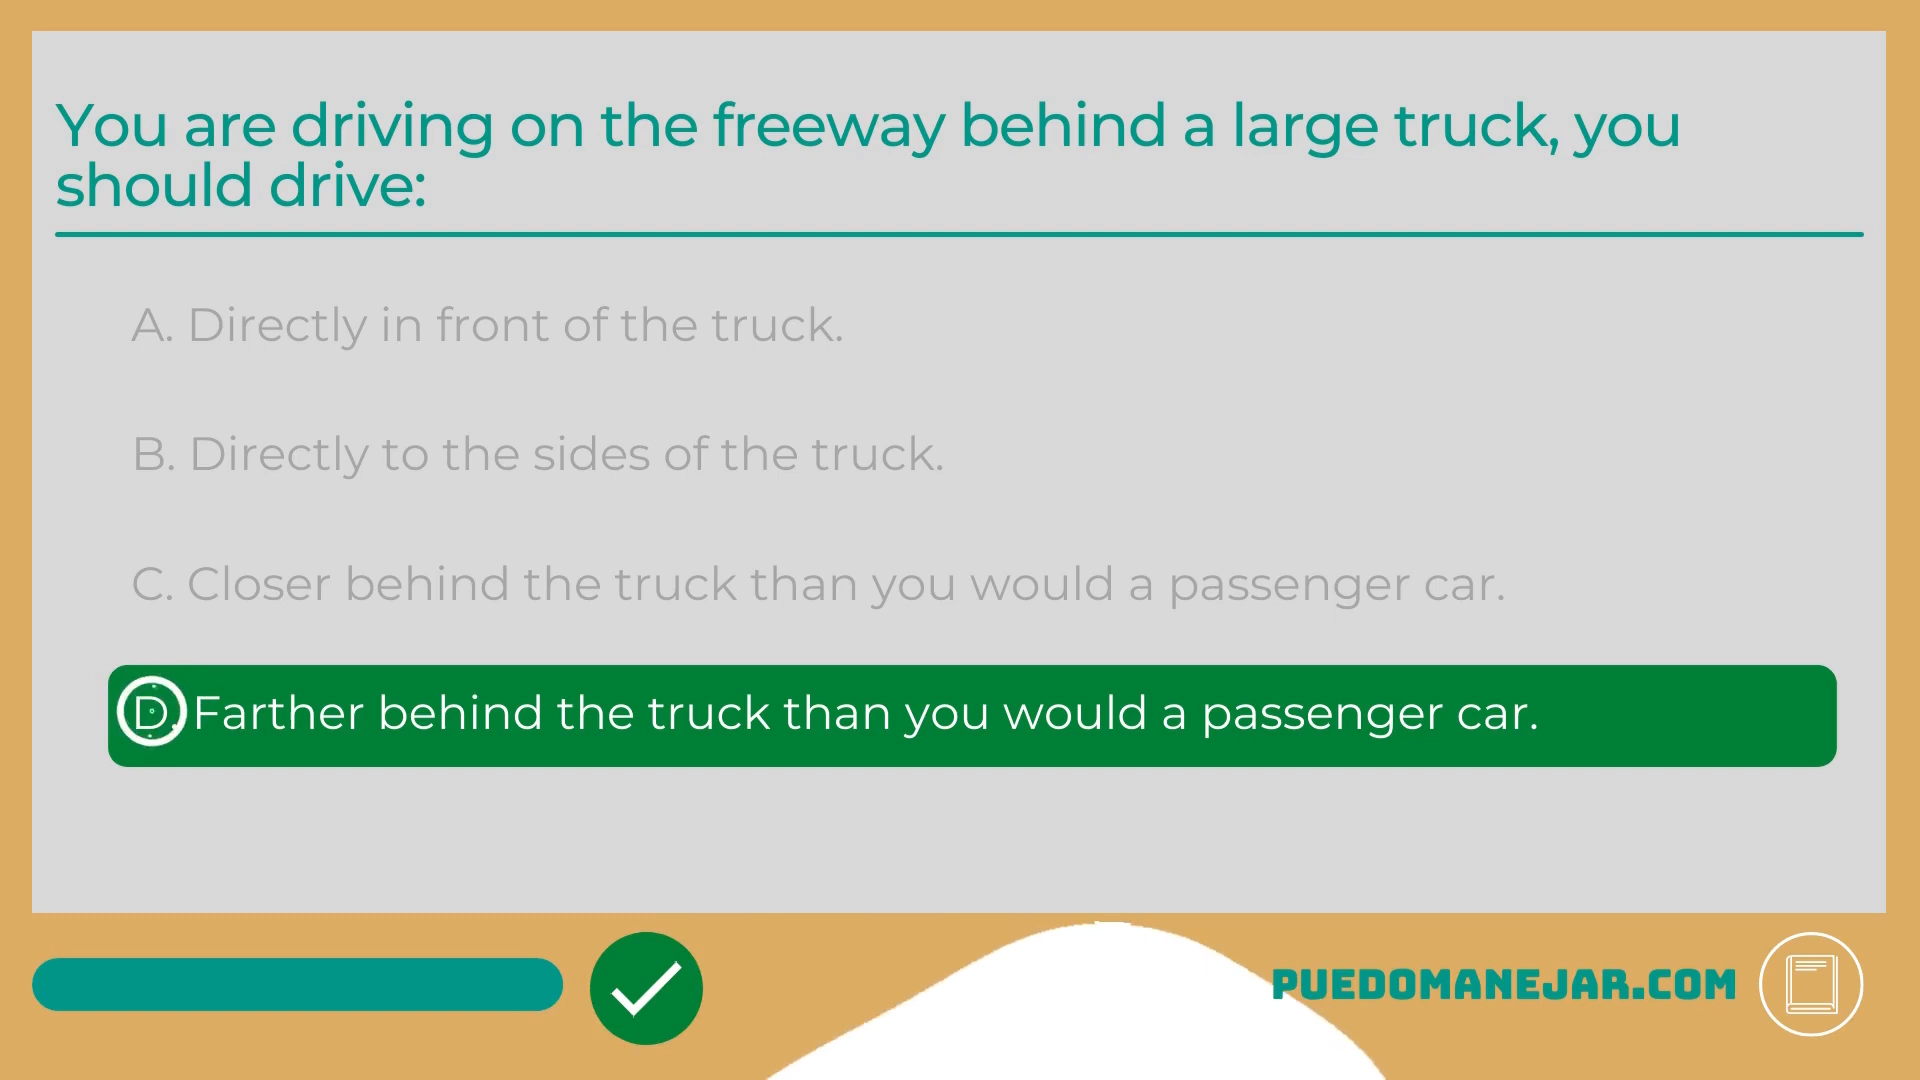 You are driving on the freeway behind a large truck, you
should drive:
A. Directly in front of the truck.
B. Directly to the sides of the truck.
C. Closer behind the truck than you would a passenger car.
D. Farther behind the truck than you would a passenger car.
PUEDOMANEJAR.COM